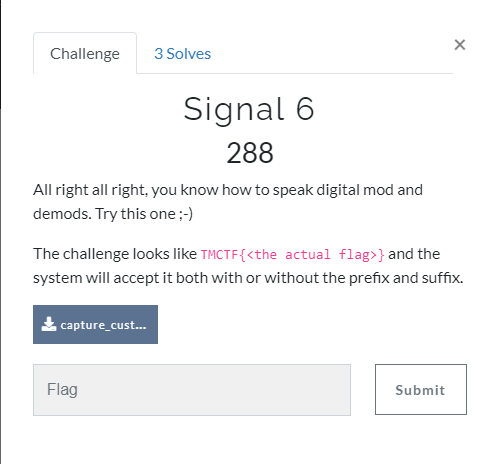 Challenge
3 Solves
×
Signal 6
288
All right all right, you know how to speak digital mod and
demods. Try this one ;-)
The challenge looks like TMCTF{<the actual flag>} and the
system will accept it both with or without the prefix and suffix.
capture_cust...
Flag
Submit